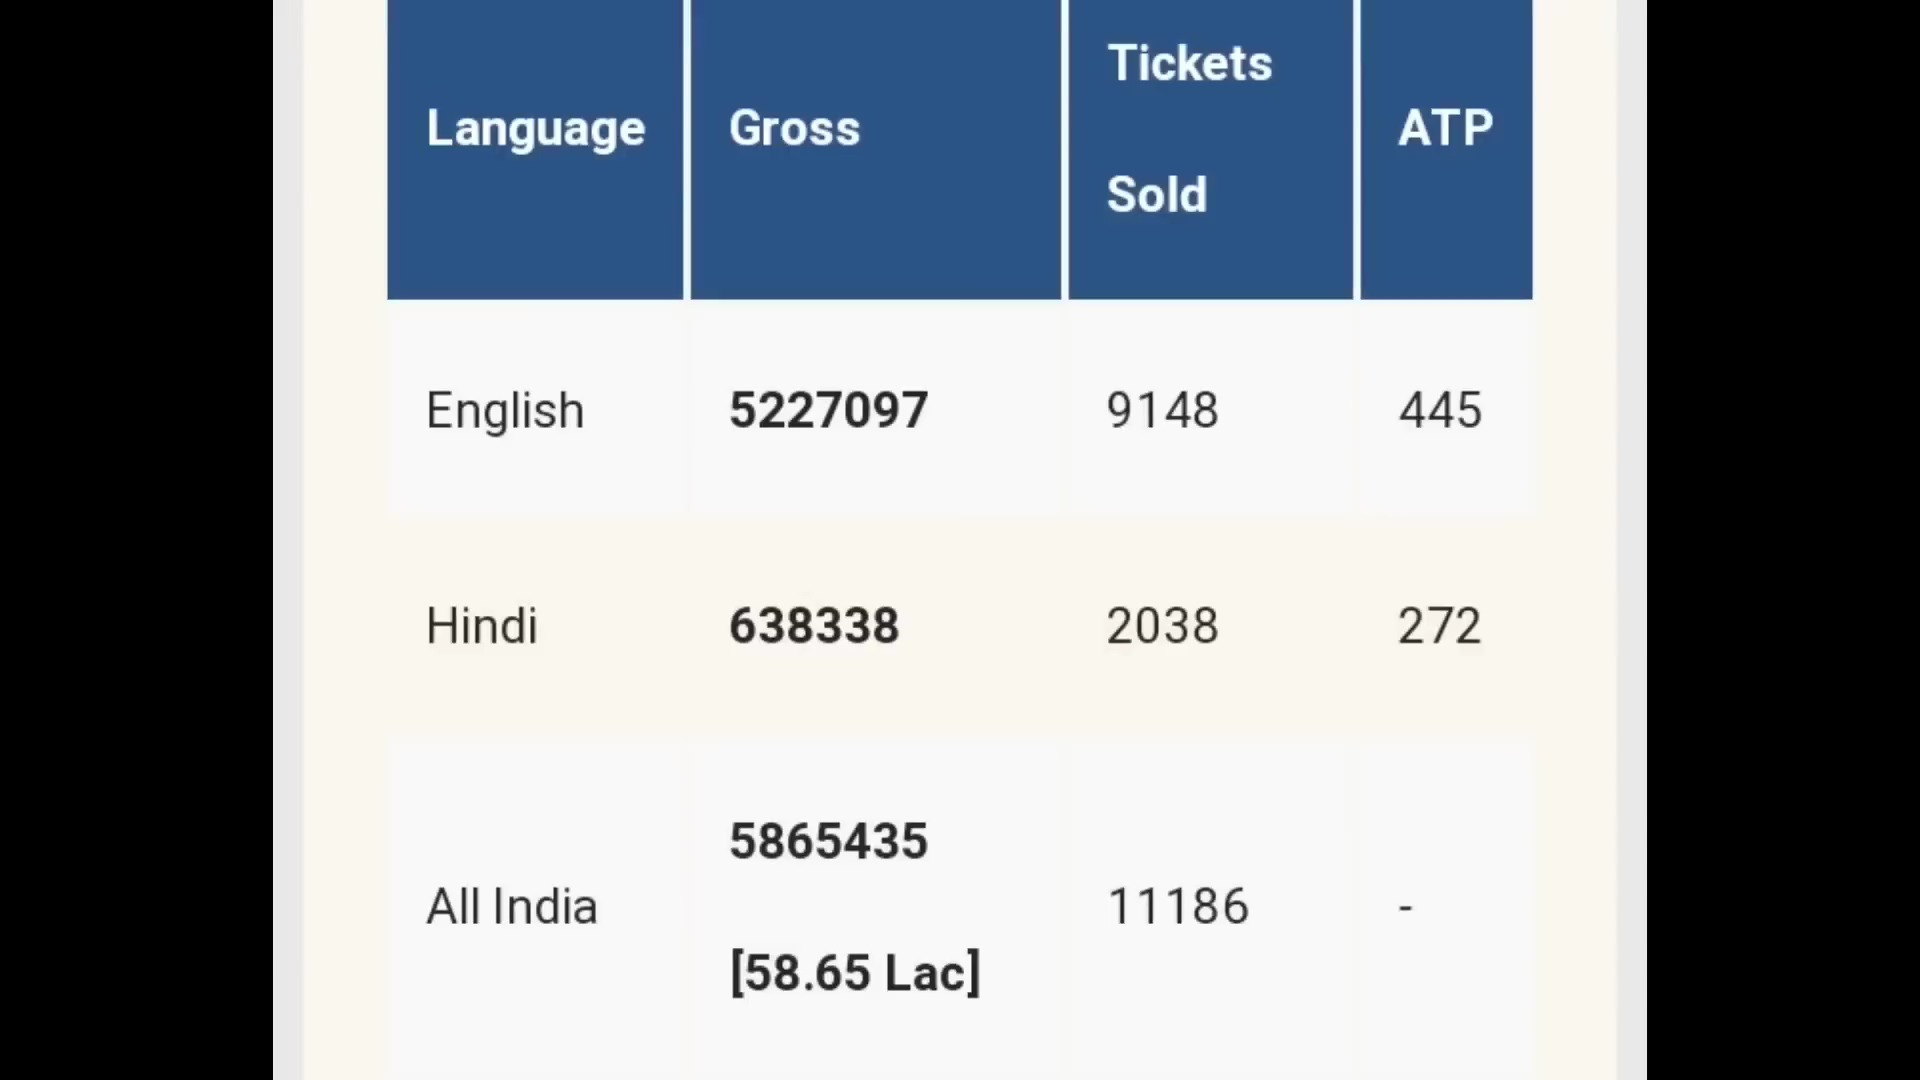 Language Gross Tickets Sold ATP
English 5227097 9148 445
Hindi 638338 2038 272
All India 5865435 [58.65 Lac] 11186 -